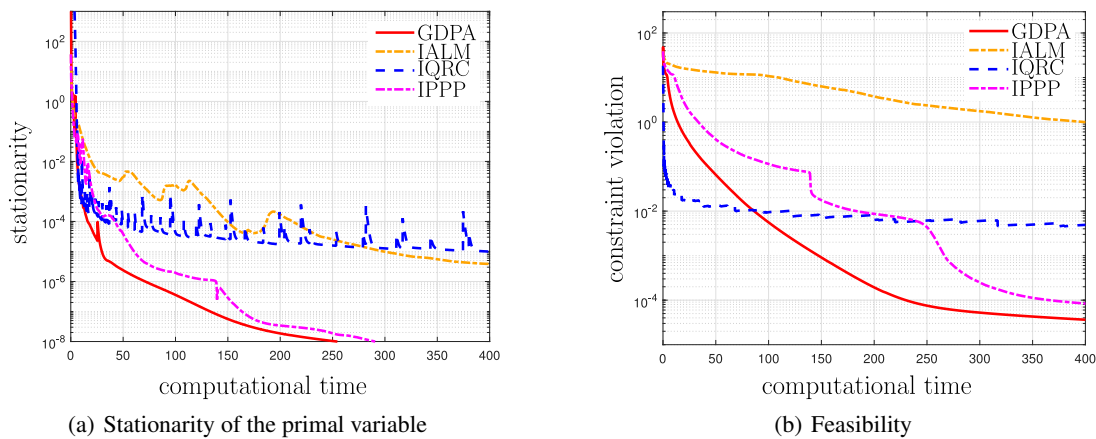 GDPA
IALM
IQRC
IPPP
stationarity
10^2
10^0
10^-2
10^-4
10^-6
10^-8
0 50 100 150 200 250 300 350 400
computational time
(a) Stationarity of the primal variable
GDPA
IALM
IQRC
IPPP
constraint violation
10^2
10^0
10^-2
10^-4
0 50 100 150 200 250 300 350 400
computational time
(b) Feasibility